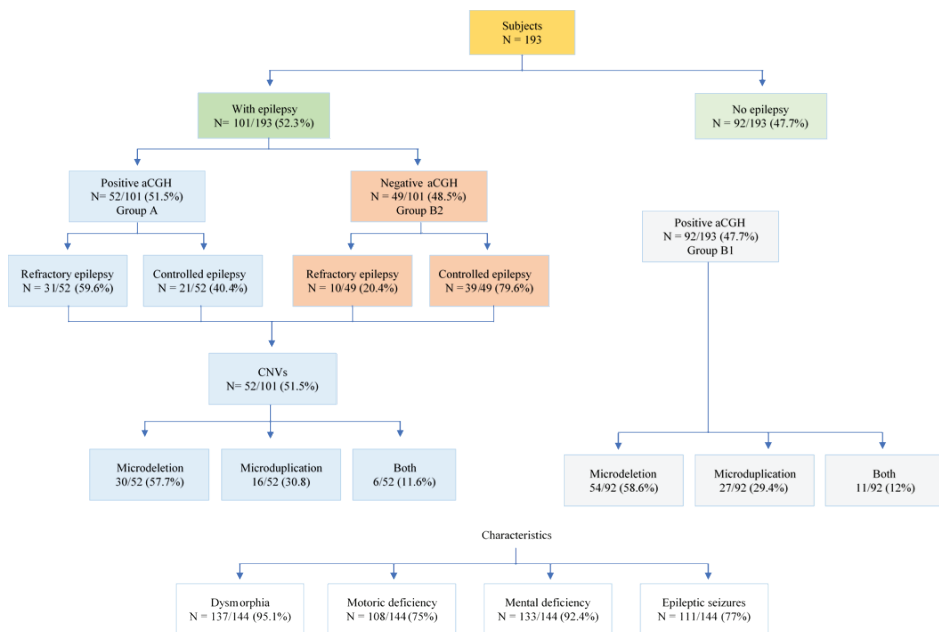 Subjects
N = 193
With epilepsy
N= 101/193 (52.3%)
No epilepsy
N = 92/193 (47.7%)
Positive aCGH
N= 52/101 (51.5%)
Group A
Negative aCGH
N = 49/101 (48.5%)
Group B2
Positive aCGH
N = 92/193 (47.7%)
Group B1
Refractory epilepsy
N = 31/52 (59.6%)
Controlled epilepsy
N = 21/52 (40.4%)
Refractory epilepsy
N = 10/49 (20.4%)
Controlled epilepsy
N = 39/49 (79.6%)
CNVs
N= 52/101 (51.5%)
Microdeletion
30/52 (57.7%)
Microduplication
16/52 (30.8)
Both
6/52 (11.6%)
Microdeletion
54/92 (58.6%)
Microduplication
27/92 (29.4%)
Both
11/92 (12%)
Characteristics
Dysmorphia
N = 137/144 (95.1%)
Motoric deficiency
N = 108/144 (75%)
Mental deficiency
N = 133/144 (92.4%)
Epileptic seizures
N = 111/144 (77%)